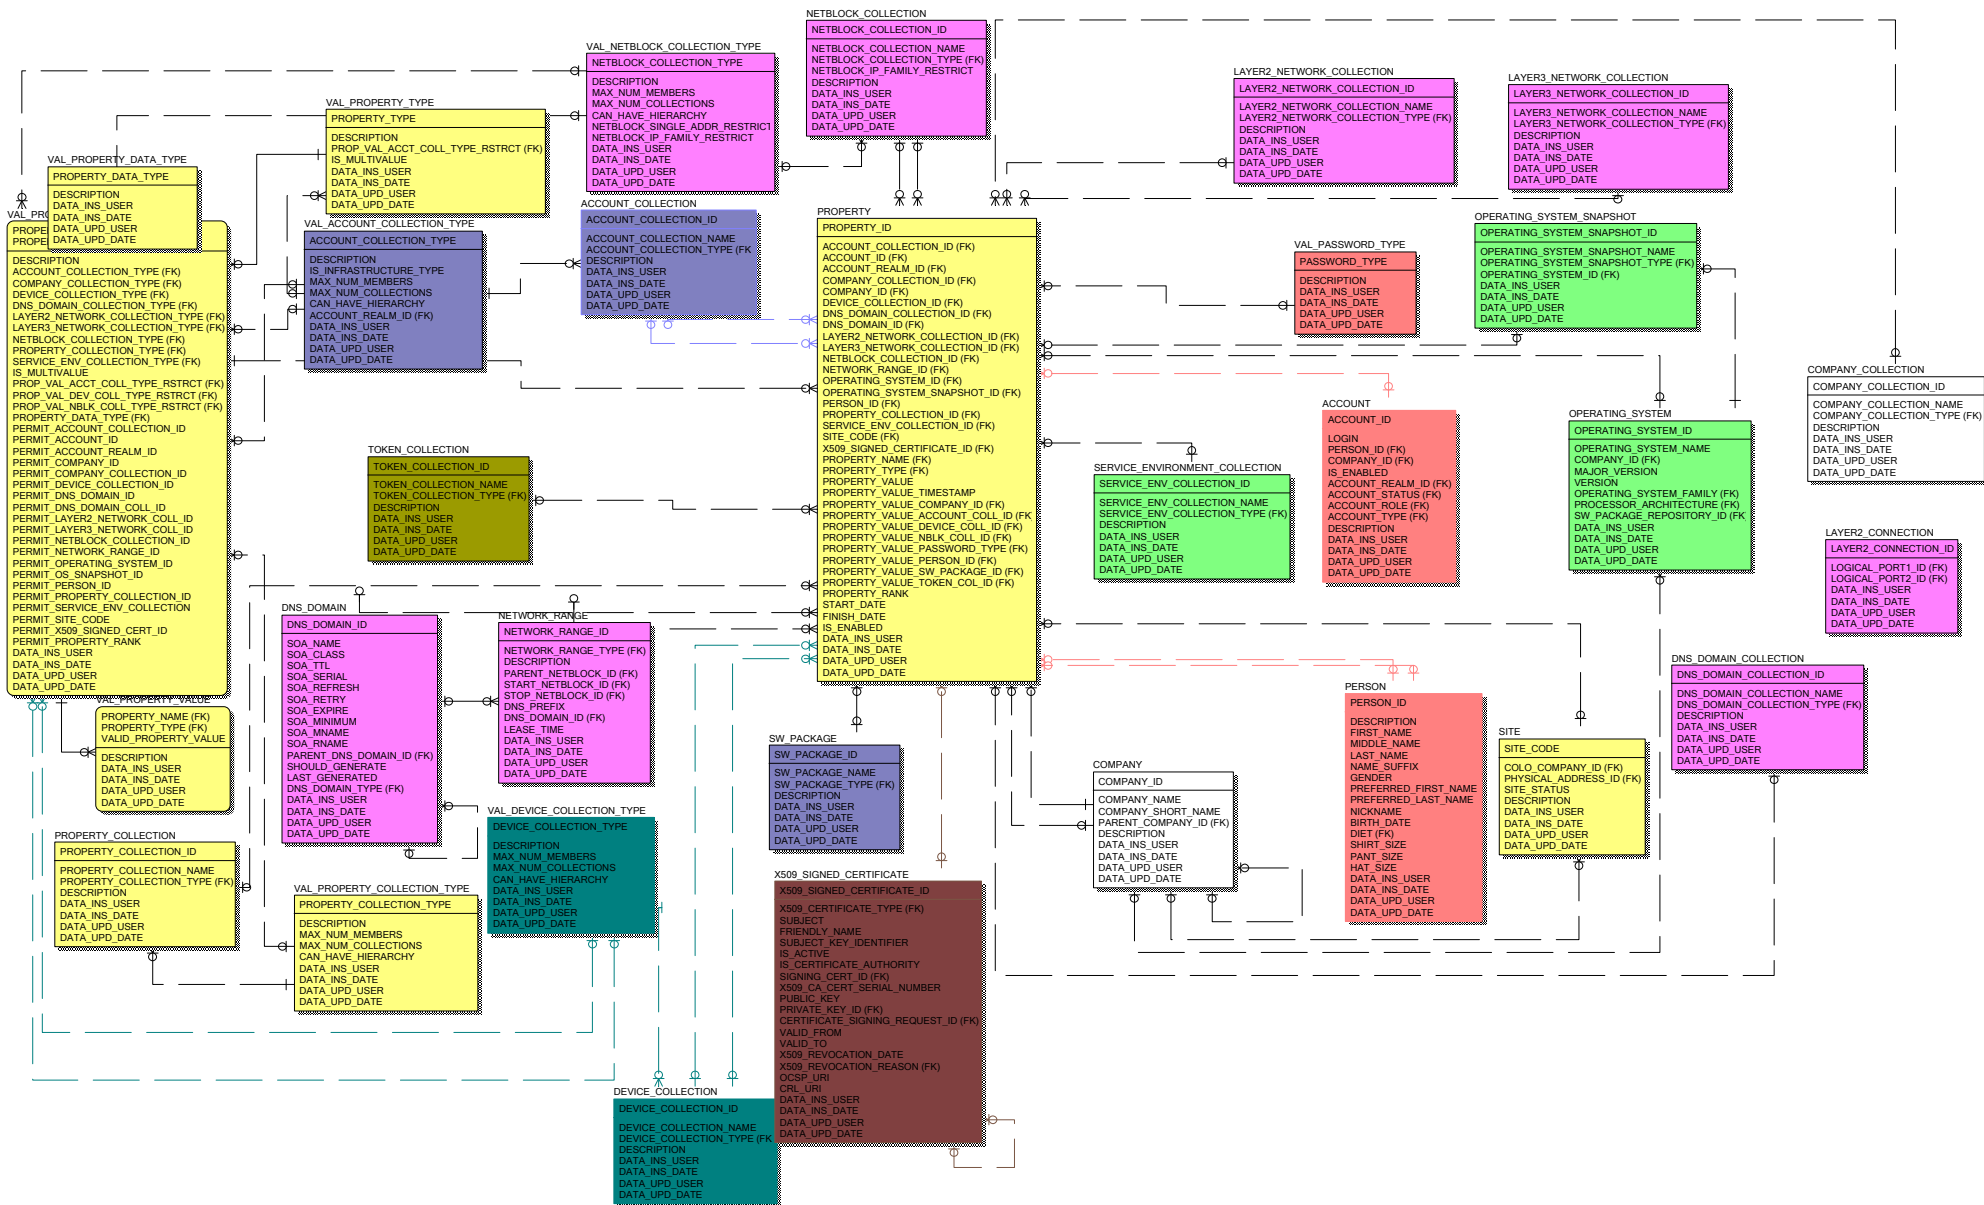 NETBLOCK_COLLECTION
NETBLOCK_COLLECTION_ID
NETBLOCK_COLLECTION_NAME
NETBLOCK_COLLECTION_TYPE (FK)
NETBLOCK_IP_FAMILY_RESTRICT
DESCRIPTION
DATA_INS_USER
DATA_INS_DATE
DATA_UPD_USER
DATA_UPD_DATE
VAL_NETBLOCK_COLLECTION_TYPE
NETBLOCK_COLLECTION_TYPE
DESCRIPTION
MAX_NUM_MEMBERS
MAX_NUM_COLLECTIONS
CAN_HAVE_HIERARCHY
NETBLOCK_SINGLE_ADDR_RESTRICT
NETBLOCK_IP_FAMILY_RESTRICT
DATA_INS_USER
DATA_INS_DATE
DATA_UPD_USER
DATA_UPD_DATE
LAYER2_NETWORK_COLLECTION
LAYER2_NETWORK_COLLECTION_ID
LAYER2_NETWORK_COLLECTION_NAME
LAYER2_NETWORK_COLLECTION_TYPE (FK)
DESCRIPTION
DATA_INS_USER
DATA_INS_DATE
DATA_UPD_USER
DATA_UPD_DATE
LAYER3_NETWORK_COLLECTION
LAYER3_NETWORK_COLLECTION_ID
LAYER3_NETWORK_COLLECTION_NAME
LAYER3_NETWORK_COLLECTION_TYPE (FK)
DESCRIPTION
DATA_INS_USER
DATA_INS_DATE
DATA_UPD_USER
DATA_UPD_DATE
VAL_PROPERTY_TYPE
PROPERTY_TYPE
DESCRIPTION
PROP_VAL_ACCT_COLL_TYPE_RSTRCT (FK)
IS_MULTIVALUE
DATA_INS_USER
DATA_INS_DATE
DATA_UPD_USER
DATA_UPD_DATE
VAL_PROPERTY_DATA_TYPE
PROPERTY_DATA_TYPE
DESCRIPTION
DATA_INS_USER
DATA_INS_DATE
DATA_UPD_USER
DATA_UPD_DATE
VAL_PRO
PROPE
PROPE
DESCRIPTION
ACCOUNT_COLLECTION_TYPE (FK)
COMPANY_COLLECTION_TYPE (FK)
DEVICE_COLLECTION_TYPE (FK)
DNS_DOMAIN_COLLECTION_TYPE (FK)
LAYER2_NETWORK_COLLECTION_TYPE (FK)
LAYER3_NETWORK_COLLECTION_TYPE (FK)
NETBLOCK_COLLECTION_TYPE (FK)
PROPERTY_COLLECTION_TYPE (FK)
SERVICE_ENV_COLLECTION_TYPE (FK)
IS_MULTIVALUE
PROP_VAL_ACCT_COLL_TYPE_RSTRCT (FK)
PROP_VAL_DEV_COLL_TYPE_RSTRCT (FK)
PROP_VAL_NBLK_COLL_TYPE_RSTRCT (FK)
PROPERTY_DATA_TYPE (FK)
PERMIT_ACCOUNT_COLLECTION_ID
PERMIT_ACCOUNT_ID
PERMIT_ACCOUNT_REALM_ID
PERMIT_COMPANY_ID
PERMIT_COMPANY_COLLECTION_ID
PERMIT_DEVICE_COLLECTION_ID
PERMIT_DNS_DOMAIN_ID
PERMIT_DNS_DOMAIN_COLL_ID
PERMIT_LAYER2_NETWORK_COLL_ID
PERMIT_LAYER3_NETWORK_COLL_ID
PERMIT_NETBLOCK_COLLECTION_ID
PERMIT_NETWORK_RANGE_ID
PERMIT_OPERATING_SYSTEM_ID
PERMIT_OS_SNAPSHOT_ID
PERMIT_PERSON_ID
PERMIT_PROPERTY_COLLECTION_ID
PERMIT_SERVICE_ENV_COLLECTION
PERMIT_SITE_CODE
PERMIT_X509_SIGNED_CERT_ID
PERMIT_PROPERTY_RANK
DATA_INS_USER
DATA_INS_DATE
DATA_UPD_USER
DATA_UPD_DATE
VAL_ACCOUNT_COLLECTION_TYPE
ACCOUNT_COLLECTION_TYPE
DESCRIPTION
IS_INFRASTRUCTURE_TYPE
MAX_NUM_MEMBERS
MAX_NUM_COLLECTIONS
CAN_HAVE_HIERARCHY
ACCOUNT_REALM_ID (FK)
DATA_INS_USER
DATA_INS_DATE
DATA_UPD_USER
DATA_UPD_DATE
ACCOUNT_COLLECTION
ACCOUNT_COLLECTION_ID
ACCOUNT_COLLECTION_NAME
ACCOUNT_COLLECTION_TYPE (FK
DESCRIPTION
DATA_INS_USER
DATA_INS_DATE
DATA_UPD_USER
DATA_UPD_DATE
PROPERTY
PROPERTY_ID
ACCOUNT_COLLECTION_ID (FK)
ACCOUNT_ID (FK)
ACCOUNT_REALM_ID (FK)
COMPANY_COLLECTION_ID (FK)
COMPANY_ID (FK)
DEVICE_COLLECTION_ID (FK)
DNS_DOMAIN_COLLECTION_ID (FK)
DNS_DOMAIN_ID (FK)
LAYER2_NETWORK_COLLECTION_ID (FK)
LAYER3_NETWORK_COLLECTION_ID (FK)
NETBLOCK_COLLECTION_ID (FK)
NETWORK_RANGE_ID (FK)
OPERATING_SYSTEM_ID (FK)
OPERATING_SYSTEM_SNAPSHOT_ID (FK)
PERSON_ID (FK)
PROPERTY_COLLECTION_ID (FK)
SERVICE_ENV_COLLECTION_ID (FK)
SITE_CODE (FK)
X509_SIGNED_CERTIFICATE_ID (FK)
PROPERTY_NAME (FK)
PROPERTY_TYPE (FK)
PROPERTY_VALUE
PROPERTY_VALUE_TIMESTAMP
PROPERTY_VALUE_COMPANY_ID (FK)
PROPERTY_VALUE_ACCOUNT_COLL_ID (FK
PROPERTY_VALUE_DEVICE_COLL_ID (FK)
PROPERTY_VALUE_NBLK_COLL_ID (FK)
PROPERTY_VALUE_PASSWORD_TYPE (FK)
PROPERTY_VALUE_PERSON_ID (FK)
PROPERTY_VALUE_SW_PACKAGE_ID (FK)
PROPERTY_VALUE_TOKEN_COL_ID (FK)
PROPERTY_RANK
START_DATE
FINISH_DATE
IS_ENABLED
DATA_INS_USER
DATA_INS_DATE
DATA_UPD_USER
DATA_UPD_DATE
VAL_PASSWORD_TYPE
PASSWORD_TYPE
DESCRIPTION
DATA_INS_USER
DATA_INS_DATE
DATA_UPD_USER
DATA_UPD_DATE
OPERATING_SYSTEM_SNAPSHOT
OPERATING_SYSTEM_SNAPSHOT_ID
OPERATING_SYSTEM_SNAPSHOT_NAME
OPERATING_SYSTEM_SNAPSHOT_TYPE (FK)
OPERATING_SYSTEM_ID (FK)
DATA_INS_USER
DATA_INS_DATE
DATA_UPD_USER
DATA_UPD_DATE
COMPANY_COLLECTION
COMPANY_COLLECTION_ID
COMPANY_COLLECTION_NAME
COMPANY_COLLECTION_TYPE (FK)
DESCRIPTION
DATA_INS_USER
DATA_INS_DATE
DATA_UPD_USER
DATA_UPD_DATE
ACCOUNT
ACCOUNT_ID
LOGIN
PERSON_ID (FK)
COMPANY_ID (FK)
IS_ENABLED
ACCOUNT_REALM_ID (FK)
ACCOUNT_STATUS (FK)
ACCOUNT_ROLE (FK)
ACCOUNT_TYPE (FK)
DESCRIPTION
DATA_INS_USER
DATA_INS_DATE
DATA_UPD_USER
DATA_UPD_DATE
OPERATING_SYSTEM
OPERATING_SYSTEM_ID
OPERATING_SYSTEM_NAME
COMPANY_ID (FK)
MAJOR_VERSION
VERSION
OPERATING_SYSTEM_FAMILY (FK)
PROCESSOR_ARCHITECTURE (FK)
SW_PACKAGE_REPOSITORY_ID (FK
DATA_INS_USER
DATA_INS_DATE
DATA_UPD_USER
DATA_UPD_DATE
TOKEN_COLLECTION
TOKEN_COLLECTION_ID
TOKEN_COLLECTION_NAME
TOKEN_COLLECTION_TYPE (FK)
DESCRIPTION
DATA_INS_USER
DATA_INS_DATE
DATA_UPD_USER
DATA_UPD_DATE
SERVICE_ENVIRONMENT_COLLECTION
SERVICE_ENV_COLLECTION_ID
SERVICE_ENV_COLLECTION_NAME
SERVICE_ENV_COLLECTION_TYPE (FK)
DESCRIPTION
DATA_INS_USER
DATA_INS_DATE
DATA_UPD_USER
DATA_UPD_DATE
LAYER2_CONNECTION
LAYER2_CONNECTION_ID
LOGICAL_PORT1_ID (FK)
LOGICAL_PORT2_ID (FK)
DATA_INS_USER
DATA_INS_DATE
DATA_UPD_USER
DATA_UPD_DATE
DNS_DOMAIN
DNS_DOMAIN_ID
SOA_NAME
SOA_CLASS
SOA_TTL
SOA_SERIAL
SOA_REFRESH
SOA_RETRY
SOA_EXPIRE
SOA_MINIMUM
SOA_MNAME
SOA_RNAME
PARENT_DNS_DOMAIN_ID (FK)
SHOULD_GENERATE
LAST_GENERATED
DNS_DOMAIN_TYPE (FK)
DATA_INS_USER
DATA_INS_DATE
DATA_UPD_USER
DATA_UPD_DATE
NETWORK_RANGE
NETWORK_RANGE_ID
NETWORK_RANGE_TYPE (FK)
DESCRIPTION
PARENT_NETBLOCK_ID (FK)
START_NETBLOCK_ID (FK)
STOP_NETBLOCK_ID (FK)
DNS_PREFIX
DNS_DOMAIN_ID (FK)
LEASE_TIME
DATA_INS_USER
DATA_INS_DATE
DATA_UPD_USER
DATA_UPD_DATE
DNS_DOMAIN_COLLECTION
DNS_DOMAIN_COLLECTION_ID
DNS_DOMAIN_COLLECTION_NAME
DNS_DOMAIN_COLLECTION_TYPE (FK)
DESCRIPTION
DATA_INS_USER
DATA_INS_DATE
DATA_UPD_USER
DATA_UPD_DATE
PERSON
PERSON_ID
DESCRIPTION
FIRST_NAME
MIDDLE_NAME
LAST_NAME
NAME_SUFFIX
GENDER
PREFERRED_FIRST_NAME
PREFERRED_LAST_NAME
NICKNAME
BIRTH_DATE
DIET (FK)
SHIRT_SIZE
PANT_SIZE
HAT_SIZE
DATA_INS_USER
DATA_INS_DATE
DATA_UPD_USER
DATA_UPD_DATE
VAL_PROPERTY_VALUE
PROPERTY_NAME (FK)
PROPERTY_TYPE (FK)
VALID_PROPERTY_VALUE
DESCRIPTION
DATA_INS_USER
DATA_INS_DATE
DATA_UPD_USER
DATA_UPD_DATE
SITE
SITE_CODE
COLO_COMPANY_ID (FK)
PHYSICAL_ADDRESS_ID (FK)
SITE_STATUS
DESCRIPTION
DATA_INS_USER
DATA_INS_DATE
DATA_UPD_USER
DATA_UPD_DATE
SW_PACKAGE
SW_PACKAGE_ID
SW_PACKAGE_NAME
SW_PACKAGE_TYPE (FK)
DESCRIPTION
DATA_INS_USER
DATA_INS_DATE
DATA_UPD_USER
DATA_UPD_DATE
COMPANY
COMPANY_ID
COMPANY_NAME
COMPANY_SHORT_NAME
PARENT_COMPANY_ID (FK)
DESCRIPTION
DATA_INS_USER
DATA_INS_DATE
DATA_UPD_USER
DATA_UPD_DATE
VAL_DEVICE_COLLECTION_TYPE
DEVICE_COLLECTION_TYPE
DESCRIPTION
MAX_NUM_MEMBERS
MAX_NUM_COLLECTIONS
CAN_HAVE_HIERARCHY
DATA_INS_USER
DATA_INS_DATE
DATA_UPD_USER
DATA_UPD_DATE
PROPERTY_COLLECTION
PROPERTY_COLLECTION_ID
PROPERTY_COLLECTION_NAME
PROPERTY_COLLECTION_TYPE (FK)
DESCRIPTION
DATA_INS_USER
DATA_INS_DATE
DATA_UPD_USER
DATA_UPD_DATE
VAL_PROPERTY_COLLECTION_TYPE
PROPERTY_COLLECTION_TYPE
DESCRIPTION
MAX_NUM_MEMBERS
MAX_NUM_COLLECTIONS
CAN_HAVE_HIERARCHY
DATA_INS_USER
DATA_INS_DATE
DATA_UPD_USER
DATA_UPD_DATE
X509_SIGNED_CERTIFICATE
X509_SIGNED_CERTIFICATE_ID
X509_CERTIFICATE_TYPE (FK)
SUBJECT
FRIENDLY_NAME
SUBJECT_KEY_IDENTIFIER
IS_ACTIVE
IS_CERTIFICATE_AUTHORITY
SIGNING_CERT_ID (FK)
X509_CA_CERT_SERIAL_NUMBER
PUBLIC_KEY
PRIVATE_KEY_ID (FK)
CERTIFICATE_SIGNING_REQUEST_ID (FK)
VALID_FROM
VALID_TO
X509_REVOCATION_DATE
X509_REVOCATION_REASON (FK)
OCSP_URI
CRL_URI
DATA_INS_USER
DATA_INS_DATE
DATA_UPD_USER
DATA_UPD_DATE
DEVICE_COLLECTION
DEVICE_COLLECTION_ID
DEVICE_COLLECTION_NAME
DEVICE_COLLECTION_TYPE (FK
DESCRIPTION
DATA_INS_USER
DATA_INS_DATE
DATA_UPD_USER
DATA_UPD_DATE